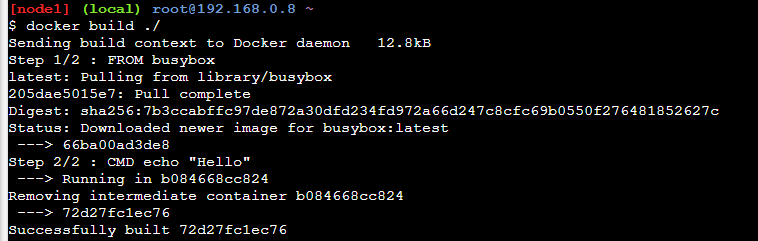 [node1] (local) root@192.168.0.8 ~
$ docker build ./
Sending build context to Docker daemon   12.8kB
Step 1/2 : FROM busybox
latest: Pulling from library/busybox
205dae5015e7: Pull complete
Digest: sha256:7b3ccabffc97de872a30dfd234fd972a66d247c8cfc69b0550f276481852627c
Status: Downloaded newer image for busybox:latest
 ---> 66ba00ad3de8
Step 2/2 : CMD echo "Hello"
 ---> Running in b084668cc824
Removing intermediate container b084668cc824
 ---> 72d27fc1ec76
Successfully built 72d27fc1ec76